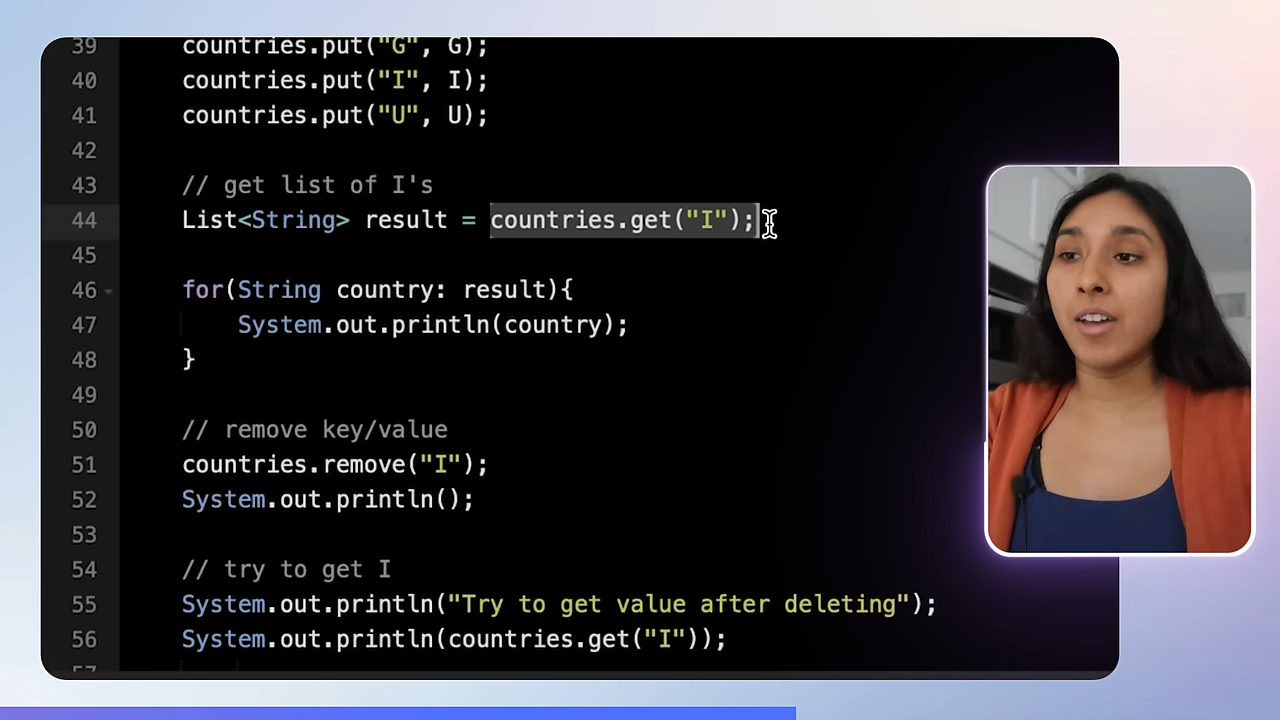 39 countries.put("G", G);
40 countries.put("I", I);
41 countries.put("U", U);
42
43 // get list of I's
44 List<String> result = countries.get("I");
45
46 for(String country: result){
47 System.out.println(country);
48 }
49
50 // remove key/value
51 countries.remove("I");
52 System.out.println();
53
54 // try to get I
55 System.out.println("Try to get value after deleting");
56 System.out.println(countries.get("I"));
57